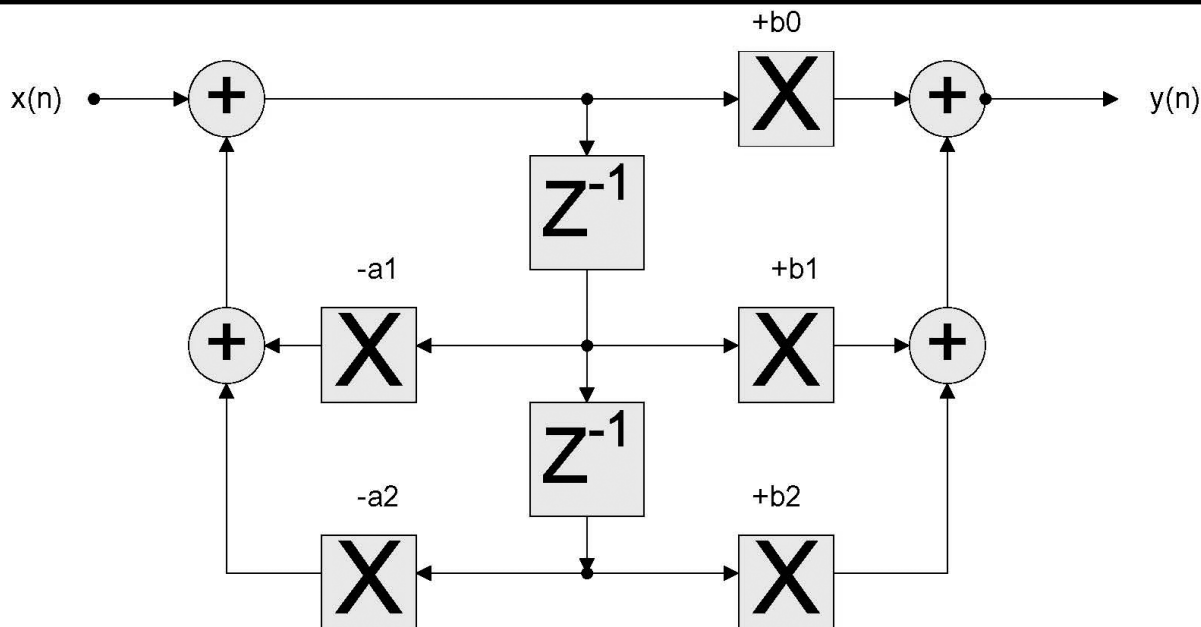 +b0
x(n)
+
X
+
y(n)
Z-1
-a1
+b1
+
X
X
+
Z-1
-a2
+b2
X
X